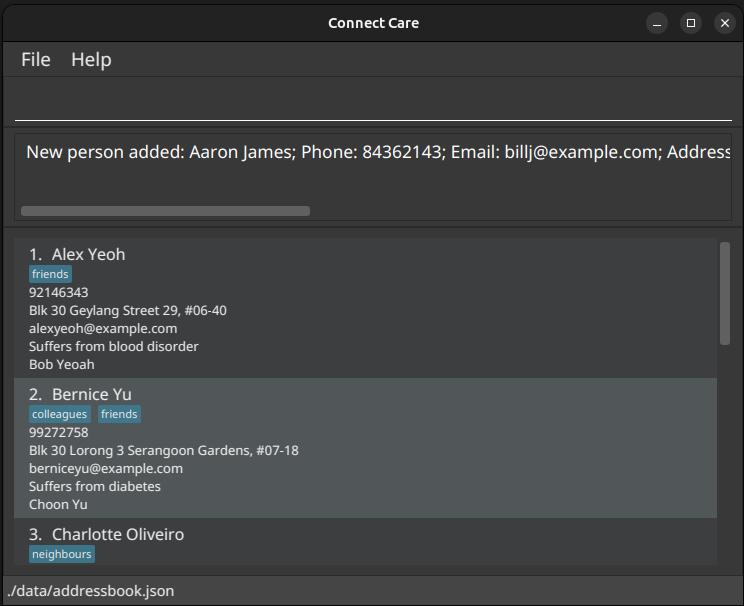 Connect Care
File Help
New person added: Aaron James; Phone: 84362143; Email: billj@example.com; Address
1. Alex Yeoh
friends
92146343
Blk 30 Geylang Street 29, #06-40
alexyeoh@example.com
Suffers from blood disorder
Bob Yeoah
2. Bernice Yu
colleagues friends
99272758
Blk 30 Lorong 3 Serangoon Gardens, #07-18
berniceyu@example.com
Suffers from diabetes
Choon Yu
3. Charlotte Oliveiro
neighbours
./data/addressbook.json